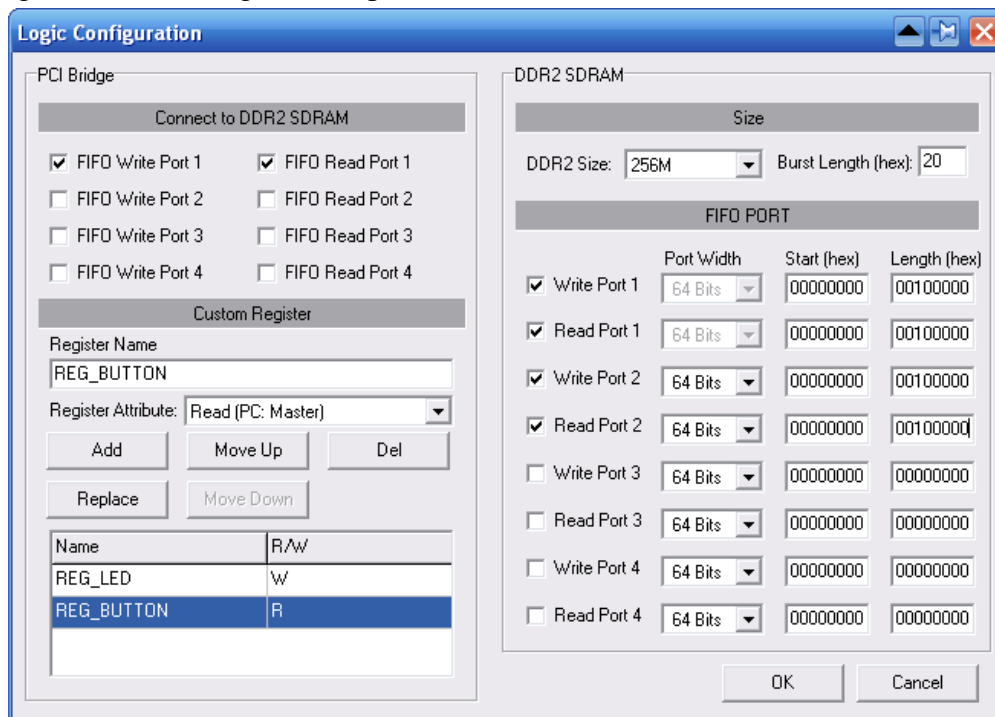 Logic Configuration
PCI Bridge
Connect to DDR2 SDRAM
FIFO Write Port 1 FIFO Read Port 1
FIFO Write Port 2 FIFO Read Port 2
FIFO Write Port 3 FIFO Read Port 3
FIFO Write Port 4 FIFO Read Port 4
Custom Register
Register Name
REG_BUTTON
Register Attribute: Read (PC: Master)
Add Move Up Del
Replace Move Down
Name R/W
REG_LED W
REG_BUTTON R
DDR2 SDRAM
Size
DDR2 Size: 256M Burst Length (hex): 20
FIFO PORT
Port Width Start (hex) Length (hex)
Write Port 1 64 Bits 00000000 00100000
Read Port 1 64 Bits 00000000 00100000
Write Port 2 64 Bits 00000000 00100000
Read Port 2 64 Bits 00000000 00100000
Write Port 3 64 Bits 00000000 00000000
Read Port 3 64 Bits 00000000 00000000
Write Port 4 64 Bits 00000000 00000000
Read Port 4 64 Bits 00000000 00000000
OK Cancel